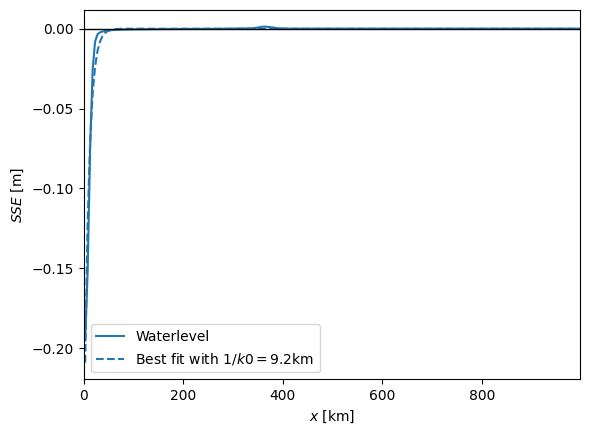 0.00
−0.05
−0.10
−0.15
−0.20
SSE [m]
Waterlevel
Best fit with 1/k0 = 9.2km
0 200 400 600 800
x [km]